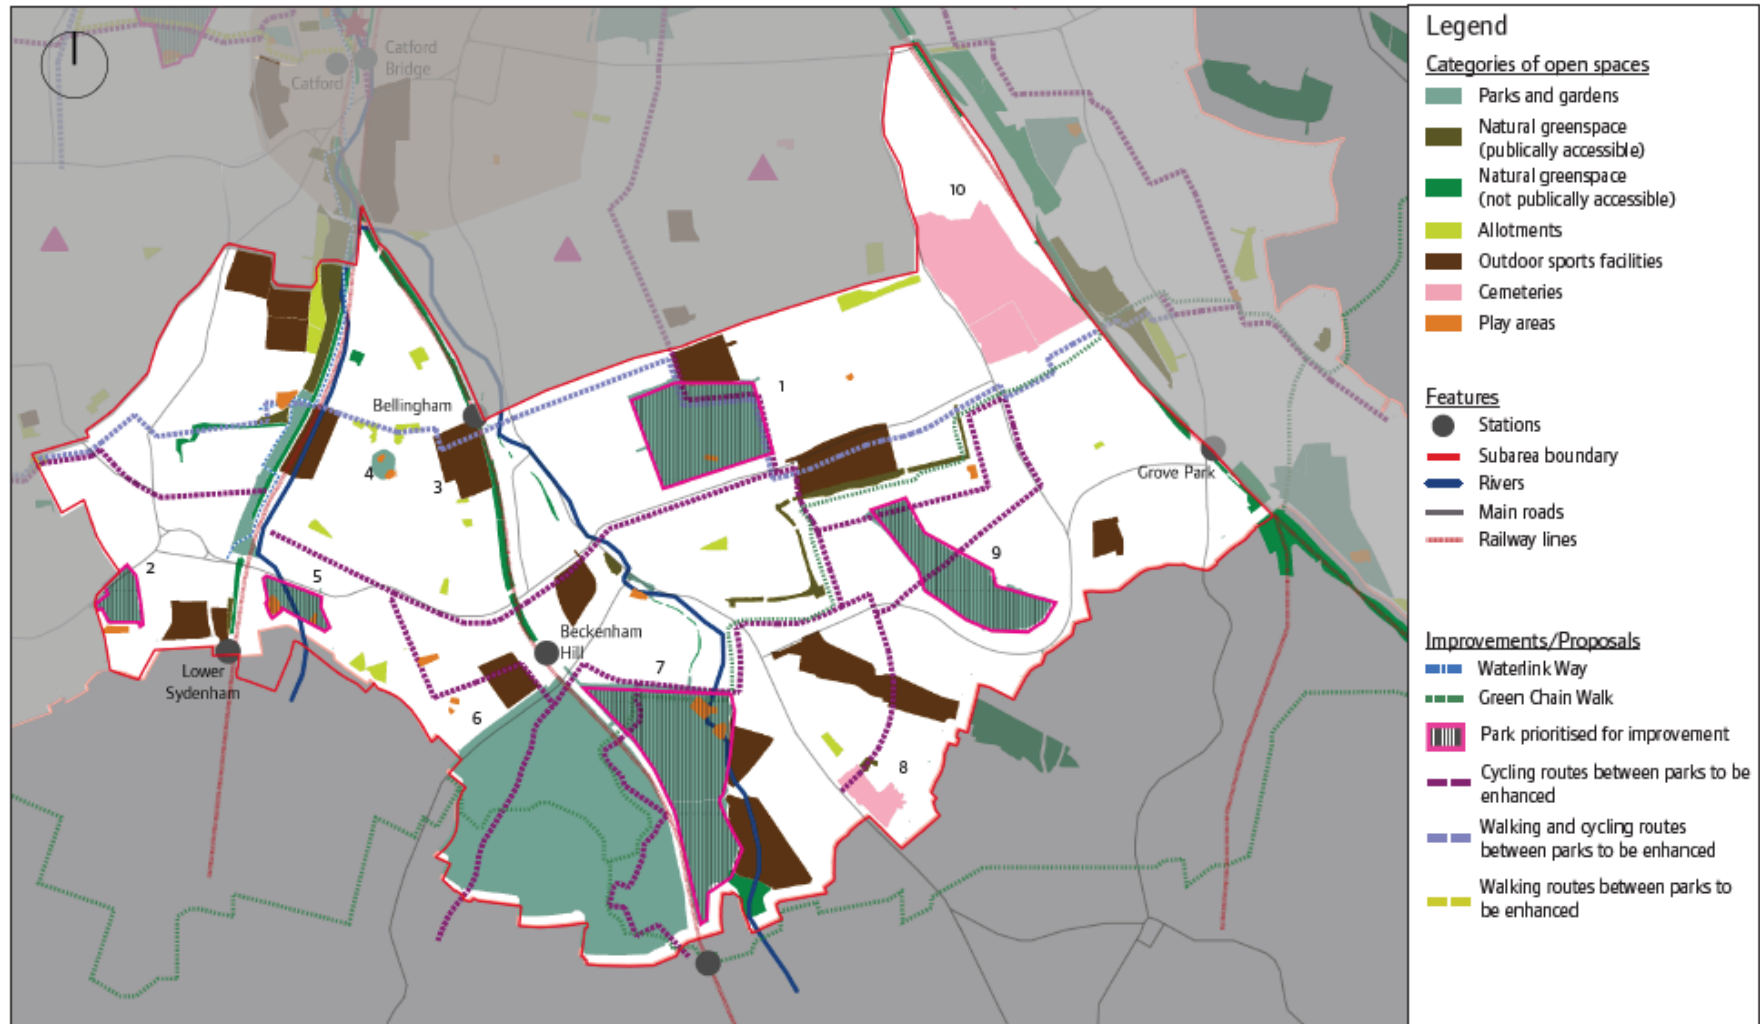 Catford
Bridge
Catford
10
1
Bellingham
4
3
Grove Park
2
5
9
Beckenham
Hill
7
Lower
Sydenham
6
8
Legend
Categories of open spaces
Parks and gardens
Natural greenspace
(publically accessible)
Natural greenspace
(not publically accessible)
Allotments
Outdoor sports facilities
Cemeteries
Play areas
Features
Stations
Subarea boundary
Rivers
Main roads
Railway lines
Improvements/Proposals
Waterlink Way
Green Chain Walk
Park prioritised for improvement
Cycling routes between parks to be
enhanced
Walking and cycling routes
between parks to be enhanced
Walking routes between parks to
be enhanced